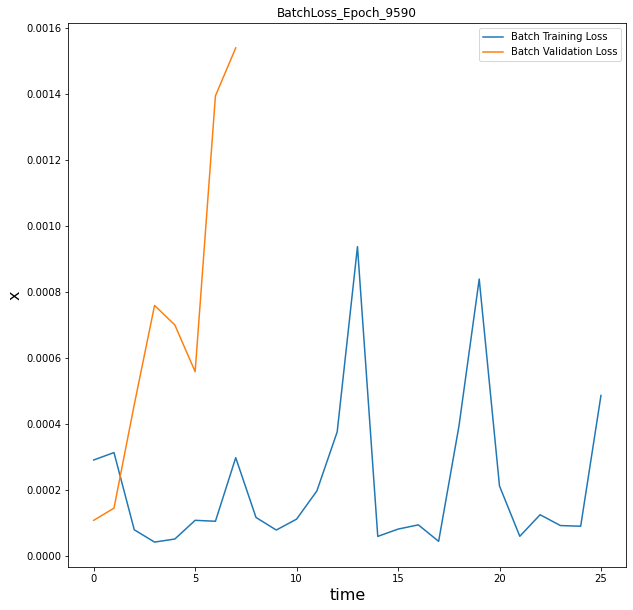 BatchLoss_Epoch_9590
Batch Training Loss
Batch Validation Loss
0.0016
0.0014
0.0012
0.0010
0.0008
0.0006
0.0004
0.0002
0.0000
x
0 5 10 15 20 25
time